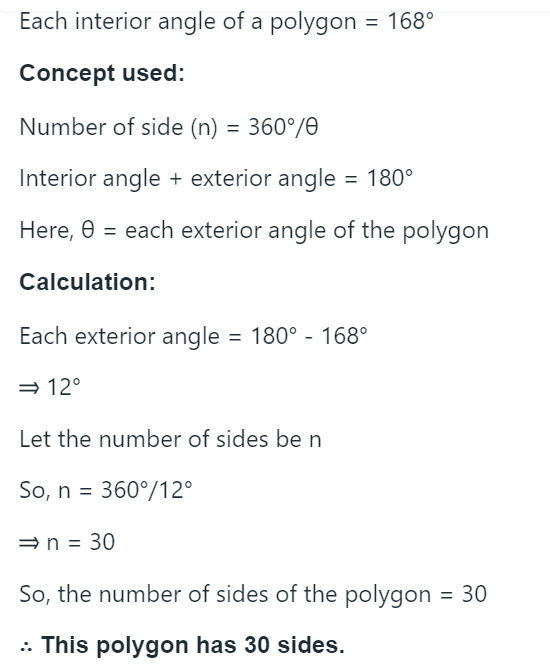 Each interior angle of a polygon = 168°
Concept used:
Number of side (n) = 360°/θ
Interior angle + exterior angle = 180°
Here, θ = each exterior angle of the polygon
Calculation:
Each exterior angle = 180° - 168°
⇒ 12°
Let the number of sides be n
So, n = 360°/12°
⇒ n = 30
So, the number of sides of the polygon = 30
∴ This polygon has 30 sides.